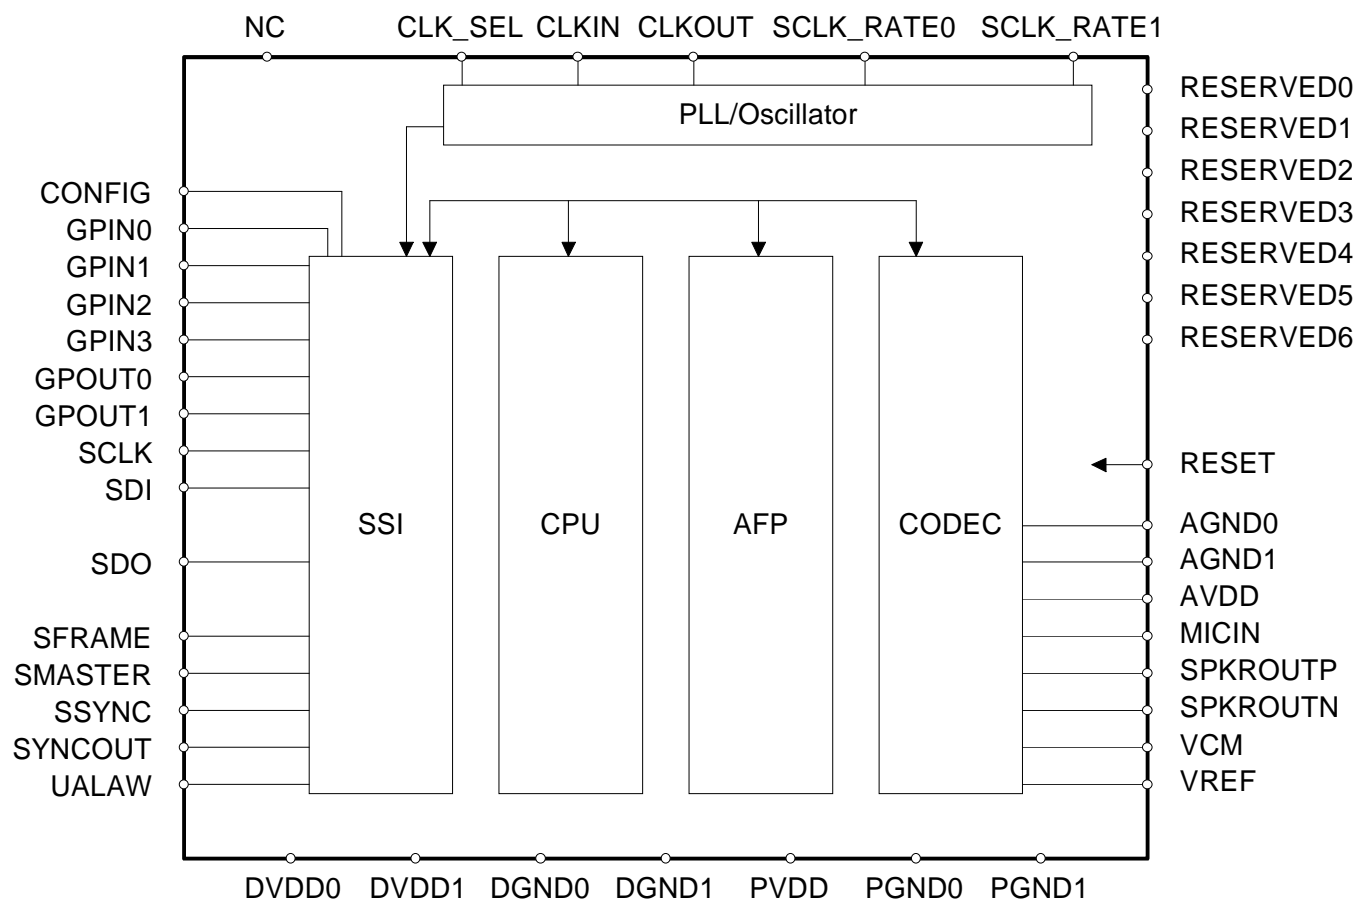 NC CLK_SEL CLKIN CLKOUT SCLK_RATE0 SCLK_RATE1
PLL/Oscillator
CONFIG
GPIN0
GPIN1
GPIN2
GPIN3
GPOUT0
GPOUT1
SCLK
SDI
SDO
SFRAME
SMASTER
SSYNC
SYNCOUT
UALAW
SSI
CPU
AFP
CODEC
RESERVED0
RESERVED1
RESERVED2
RESERVED3
RESERVED4
RESERVED5
RESERVED6
RESET
AGND0
AGND1
AVDD
MICIN
SPKROUTP
SPKROUTN
VCM
VREF
DVDD0 DVDD1 DGND0 DGND1 PVDD PGND0 PGND1